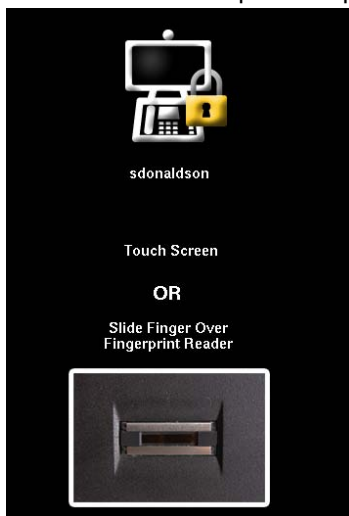 sdonaldson
Touch Screen
OR
Slide Finger Over
Fingerprint Reader